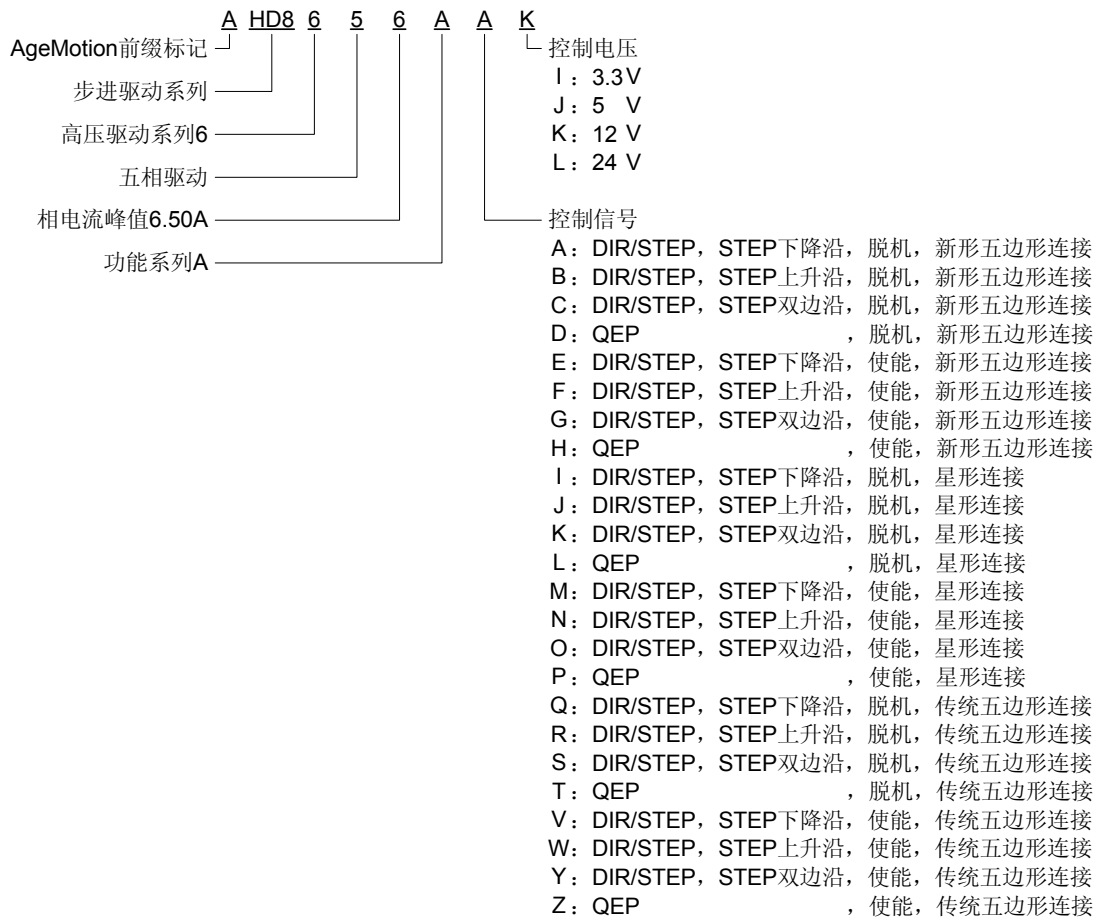 A HD8 6 5 6 A A K
AgeMotion前缀标记
步进驱动系列
高压驱动系列6
五相驱动
相电流峰值6.50A
功能系列A
控制电压
I：3.3V
J：5 V
K：12 V
L：24 V
控制信号
A：DIR/STEP，STEP下降沿，脱机，新形五边形连接
B：DIR/STEP，STEP上升沿，脱机，新形五边形连接
C：DIR/STEP，STEP双边沿，脱机，新形五边形连接
D：QEP ，脱机，新形五边形连接
E：DIR/STEP，STEP下降沿，使能，新形五边形连接
F：DIR/STEP，STEP上升沿，使能，新形五边形连接
G：DIR/STEP，STEP双边沿，使能，新形五边形连接
H：QEP ，使能，新形五边形连接
I：DIR/STEP，STEP下降沿，脱机，星形连接
J：DIR/STEP，STEP上升沿，脱机，星形连接
K：DIR/STEP，STEP双边沿，脱机，星形连接
L：QEP ，脱机，星形连接
M：DIR/STEP，STEP下降沿，使能，星形连接
N：DIR/STEP，STEP上升沿，使能，星形连接
O：DIR/STEP，STEP双边沿，使能，星形连接
P：QEP ，使能，星形连接
Q：DIR/STEP，STEP下降沿，脱机，传统五边形连接
R：DIR/STEP，STEP上升沿，脱机，传统五边形连接
S：DIR/STEP，STEP双边沿，脱机，传统五边形连接
T：QEP ，脱机，传统五边形连接
V：DIR/STEP，STEP下降沿，使能，传统五边形连接
W：DIR/STEP，STEP上升沿，使能，传统五边形连接
Y：DIR/STEP，STEP双边沿，使能，传统五边形连接
Z：QEP ，使能，传统五边形连接